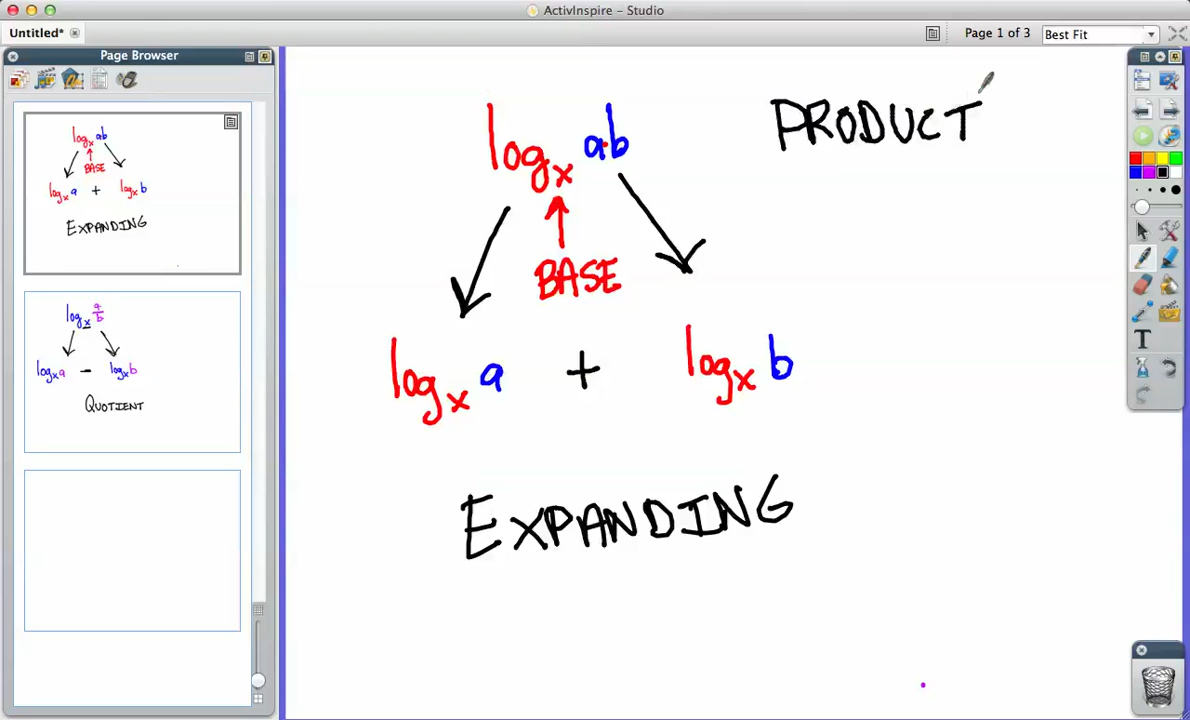 ActivInspire – Studio
Untitled*
Page 1 of 3
Best Fit
Page Browser
logₓ ab
BASE
logₓ a + logₓ b
EXPANDING
logₓ a/b
logₓ a – logₓ b
QUOTIENT
logₓ a·b
PRODUCT
BASE
logₓ a + logₓ b
EXPANDING
T